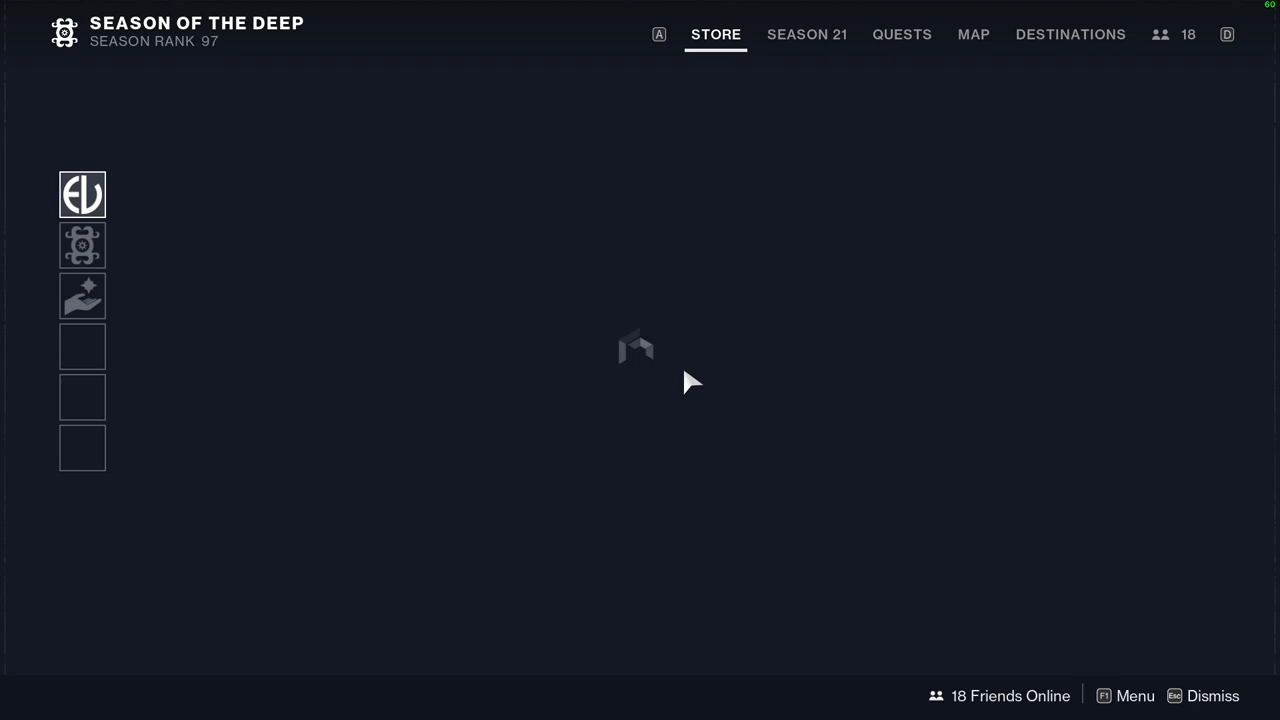 60
SEASON OF THE DEEP
SEASON RANK 97
A STORE SEASON 21 QUESTS MAP DESTINATIONS 18 D
EV
18 Friends Online F1 Menu Esc Dismiss